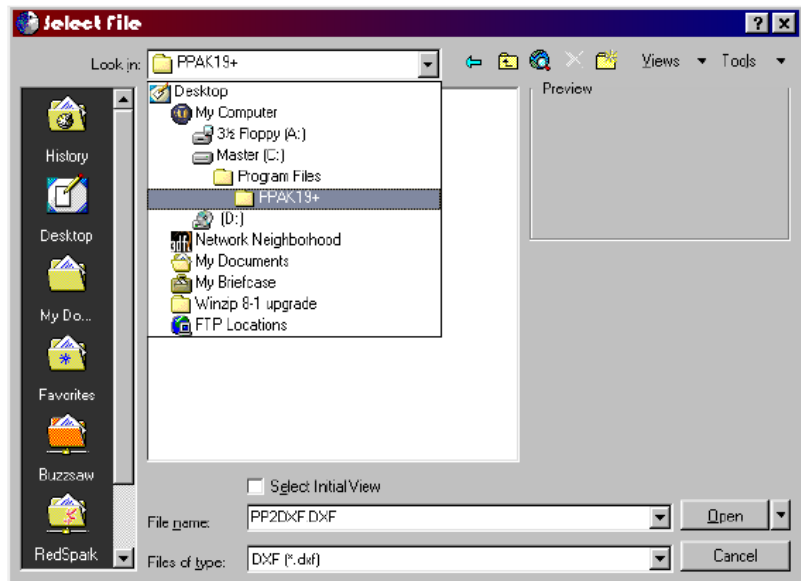 Select File
Look in: PPAK19+
Views Tools
Desktop
My Computer
3½ Floppy (A:)
Master (C:)
Program Files
PPAK19+
(D:)
Network Neighborhood
My Documents
My Briefcase
Winzip 8-1 upgrade
FTP Locations
Preview
History
Desktop
My Do...
Favorites
Buzzsaw
RedSpark
Select Initial View
File name: PP2DXF.DXF
Open
Files of type: DXF (*.dxf)
Cancel